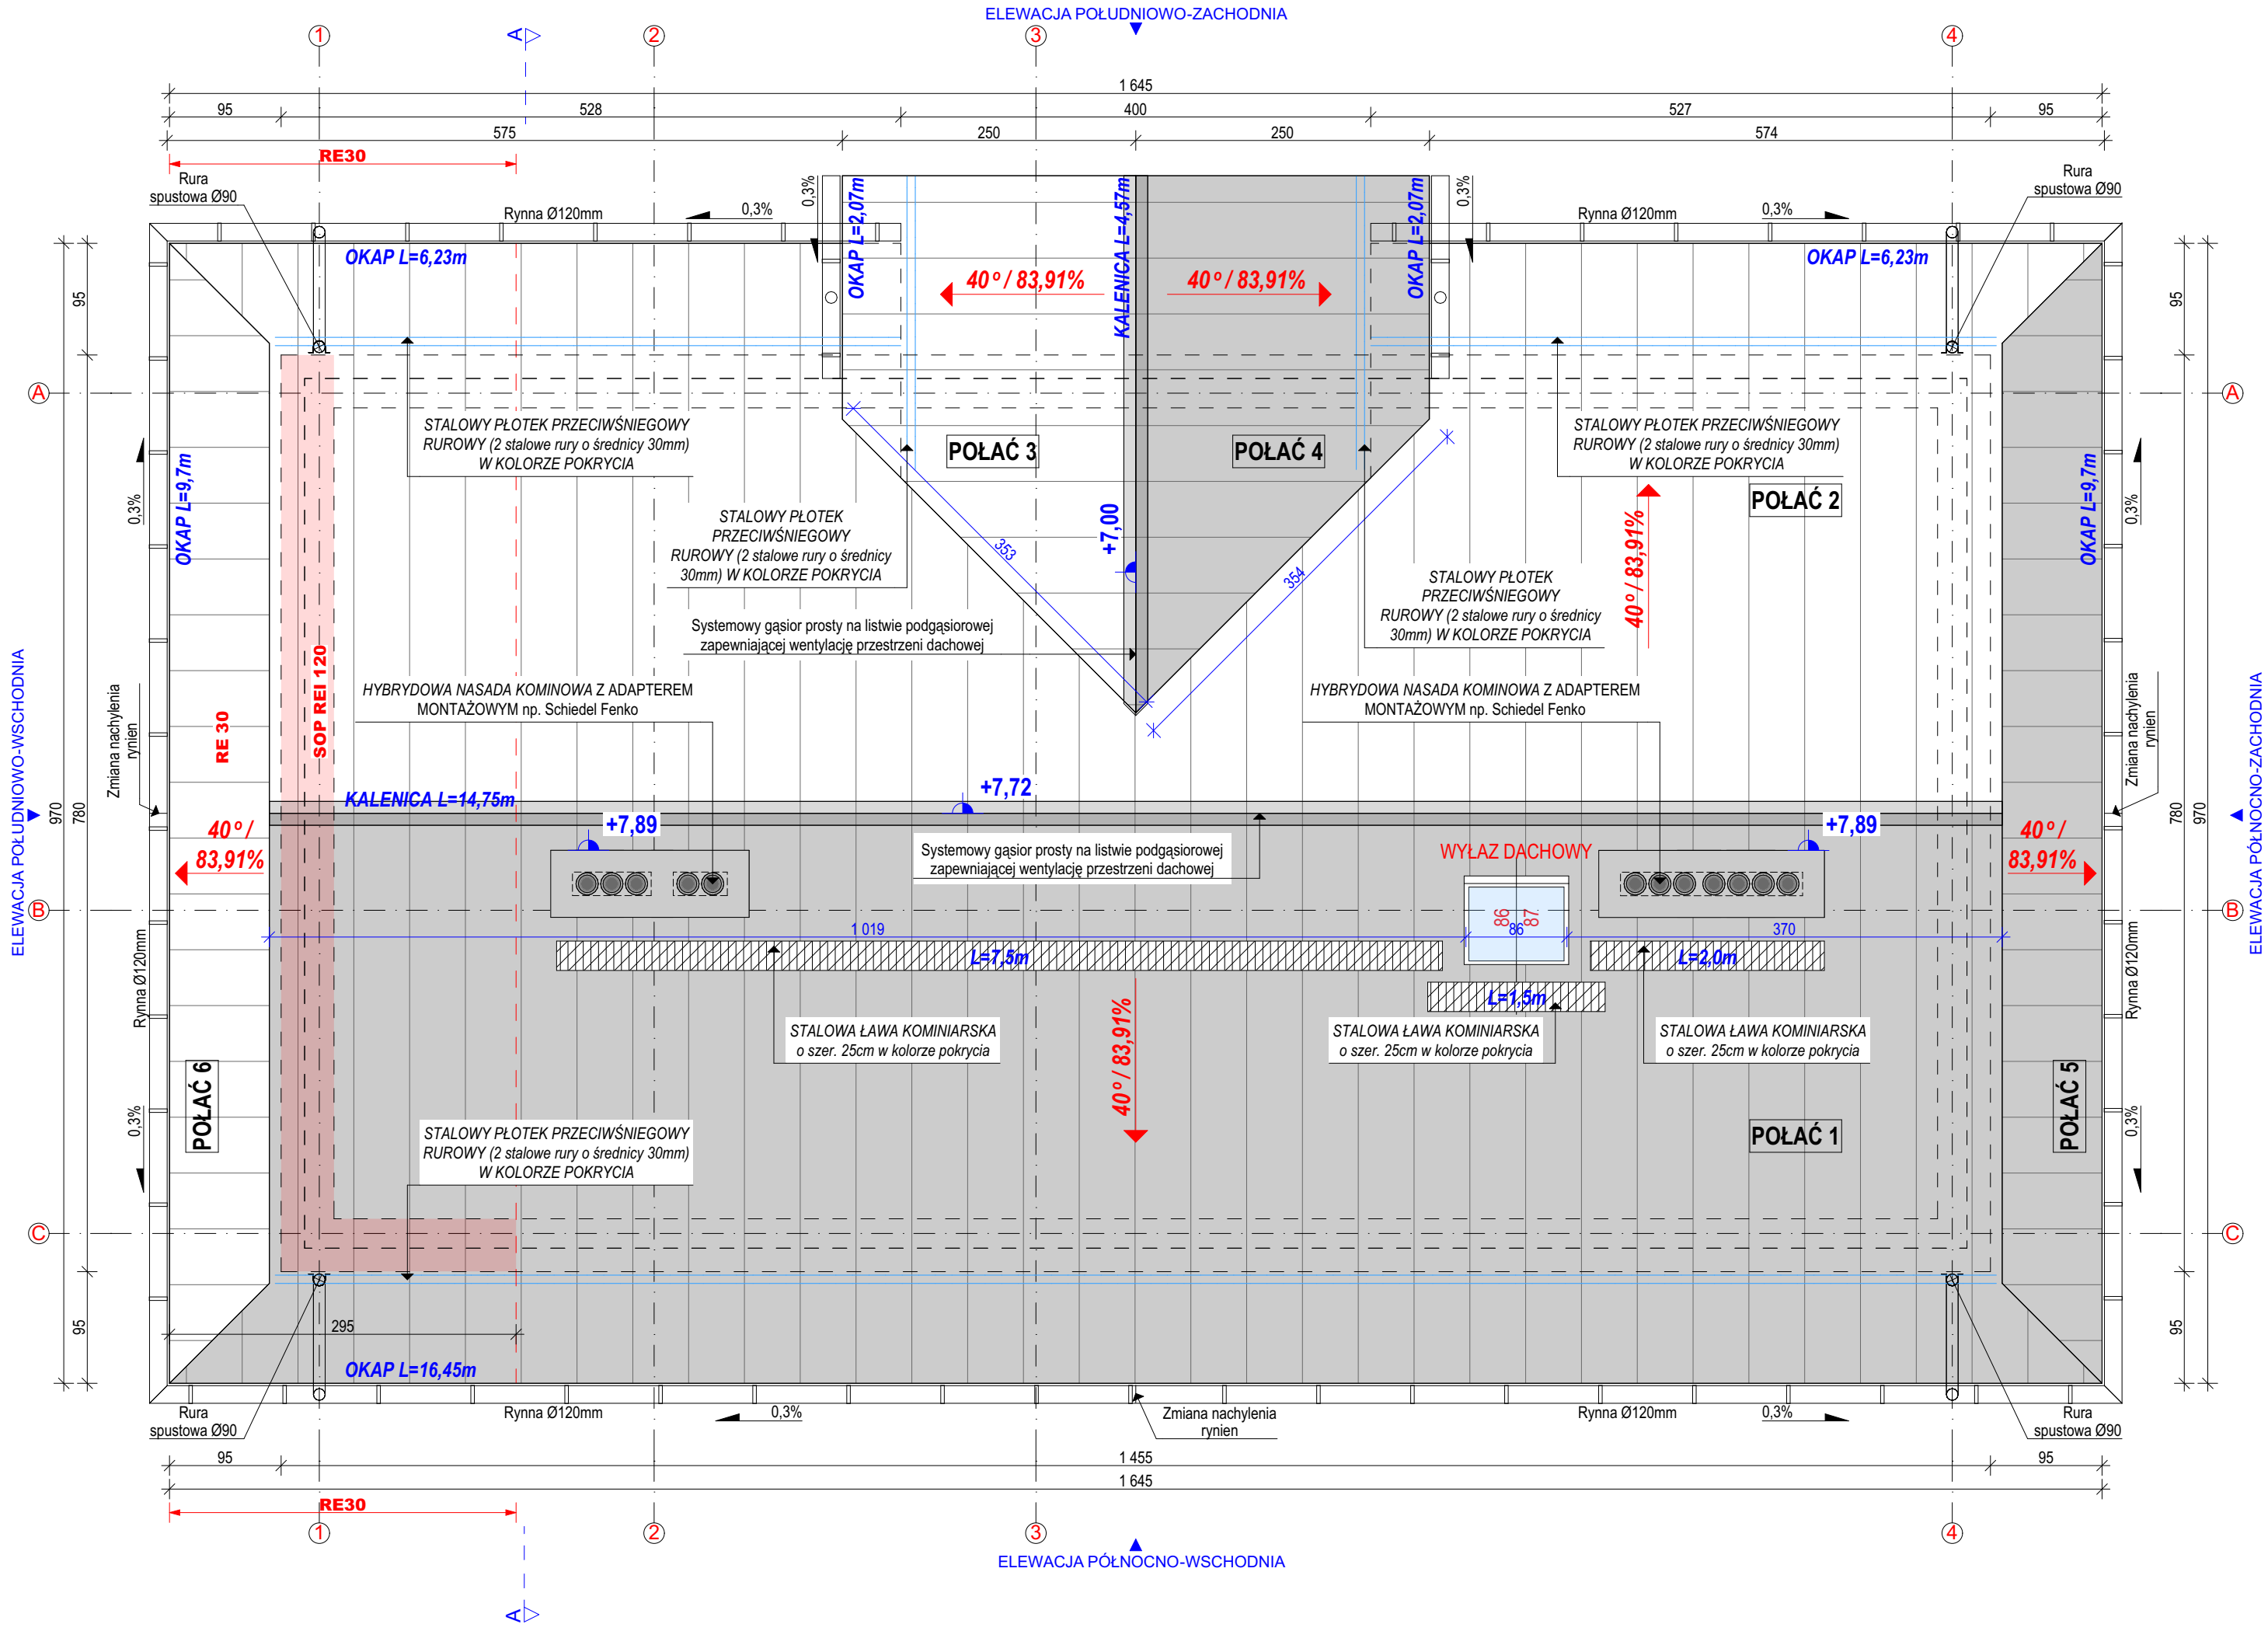 ELEWACJA POŁUDNIOWO-ZACHODNIA
1
A
2
3
4
1 645
95
528
400
527
95
575
250
250
574
RE30
Rura
spustowa Ø90
Rynna Ø120mm
0,3%
0,3%
OKAP L=2,07m
KALENICA L=4,57m
OKAP L=2,07m
0,3%
Rynna Ø120mm
0,3%
Rura
spustowa Ø90
OKAP L=6,23m
40° / 83,91%
40° / 83,91%
OKAP L=6,23m
95
95
A
A
STALOWY PŁOTEK PRZECIWŚNIEGOWY
RUROWY (2 stalowe rury o średnicy 30mm)
W KOLORZE POKRYCIA
POŁAĆ 3
POŁAĆ 4
STALOWY PŁOTEK PRZECIWŚNIEGOWY
RUROWY (2 stalowe rury o średnicy 30mm)
W KOLORZE POKRYCIA
POŁAĆ 2
0,3%
OKAP L=9,7m
OKAP L=9,7m
0,3%
STALOWY PŁOTEK
PRZECIWŚNIEGOWY
RUROWY (2 stalowe rury o średnicy
30mm) W KOLORZE POKRYCIA
353
+7,00
354
STALOWY PŁOTEK
PRZECIWŚNIEGOWY
RUROWY (2 stalowe rury o średnicy
30mm) W KOLORZE POKRYCIA
40° / 83,91%
Systemowy gąsior prosty na listwie podgąsiorowej
zapewniającej wentylację przestrzeni dachowej
HYBRYDOWA NASADA KOMINOWA Z ADAPTEREM
MONTAŻOWYM np. Schiedel Fenko
HYBRYDOWA NASADA KOMINOWA Z ADAPTEREM
MONTAŻOWYM np. Schiedel Fenko
RE 30
SOP REI 120
Zmiana nachylenia
rynien
Zmiana nachylenia
rynien
ELEWACJA POŁUDNIOWO-WSCHODNIA
ELEWACJA PÓŁNOCNO-ZACHODNIA
970
780
780
970
KALENICA L=14,75m
+7,72
+7,89
+7,89
40° /
83,91%
40° /
83,91%
Systemowy gąsior prosty na listwie podgąsiorowej
zapewniającej wentylację przestrzeni dachowej
WYŁAZ DACHOWY
86
87
B
B
1 019
86
370
L=7,5m
L=2,0m
L=1,5m
Rynna Ø120mm
Rynna Ø120mm
STALOWA ŁAWA KOMINIARSKA
o szer. 25cm w kolorze pokrycia
40° / 83,91%
STALOWA ŁAWA KOMINIARSKA
o szer. 25cm w kolorze pokrycia
STALOWA ŁAWA KOMINIARSKA
o szer. 25cm w kolorze pokrycia
POŁAĆ 6
POŁAĆ 5
0,3%
0,3%
STALOWY PŁOTEK PRZECIWŚNIEGOWY
RUROWY (2 stalowe rury o średnicy 30mm)
W KOLORZE POKRYCIA
POŁAĆ 1
C
C
95
95
295
OKAP L=16,45m
Rura
spustowa Ø90
Rynna Ø120mm
0,3%
Zmiana nachylenia
rynien
Rynna Ø120mm
0,3%
Rura
spustowa Ø90
95
1 455
95
1 645
RE30
1
2
3
4
ELEWACJA PÓŁNOCNO-WSCHODNIA
A